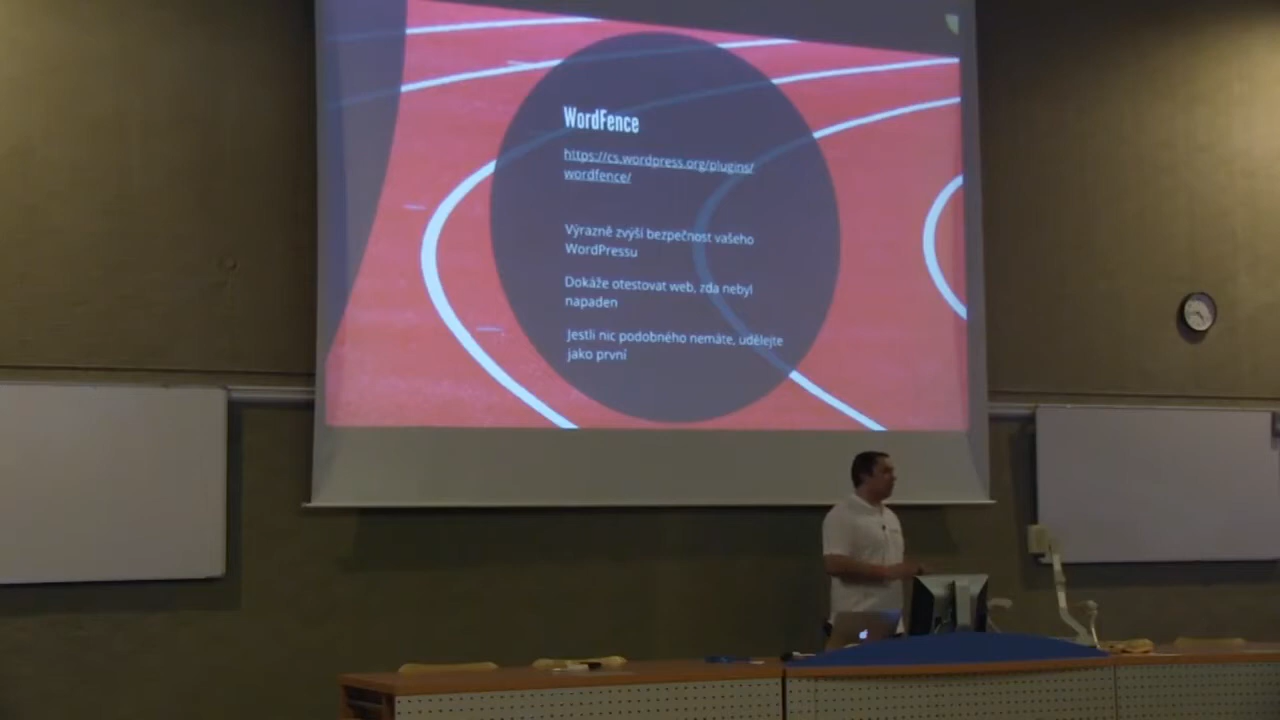 WordFence
https://cs.wordpress.org/plugins/
wordfence/
Výrazně zvýší bezpečnost vašeho
WordPressu
Dokáže otestovat web, zda nebyl
napaden
Jestli nic podobného nemáte, udělejte
jako první